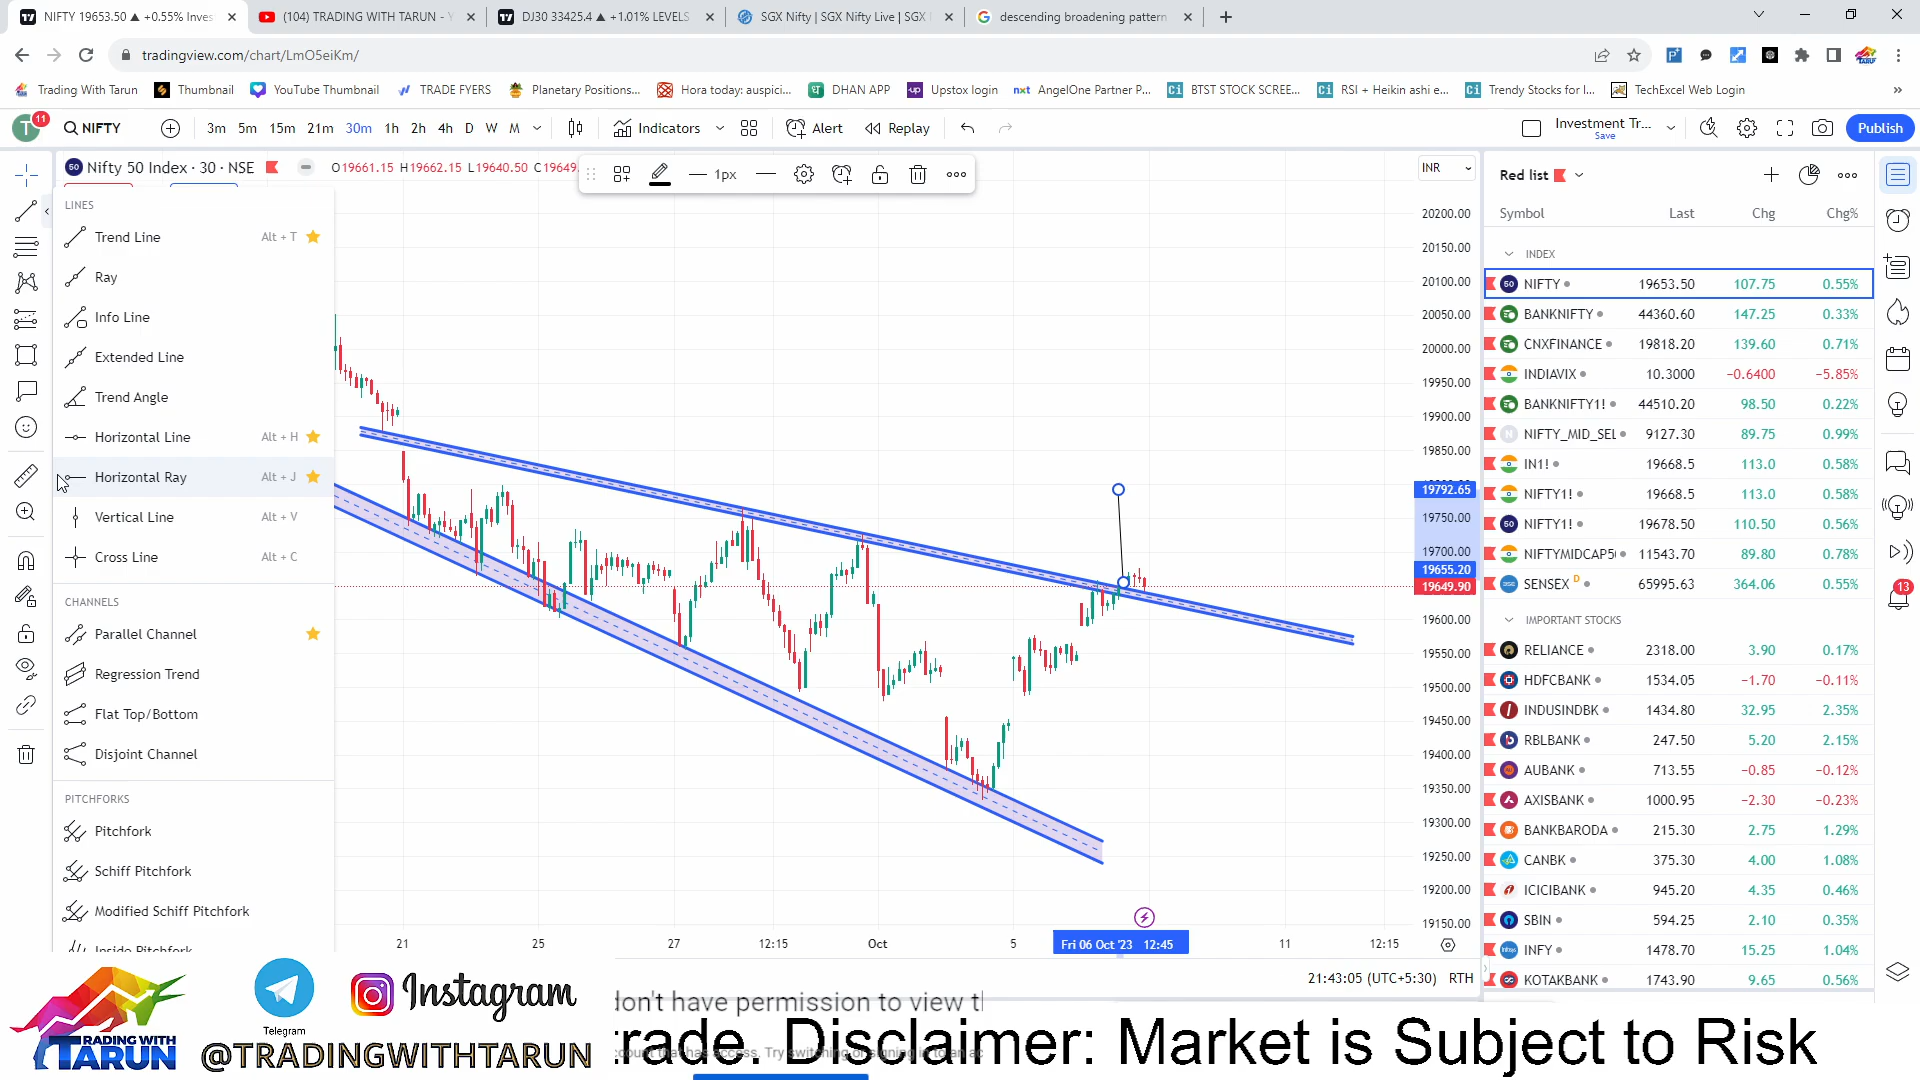 NIFTY 19653.50 ▲ +0.55% Inves
(104) TRADING WITH TARUN - Y
DJ30 33425.4 ▲ +1.01% LEVELS
SGX Nifty | SGX Nifty Live | SGX
descending broadening pattern
tradingview.com/chart/LmO5eiKm/
Trading With Tarun
Thumbnail
YouTube Thumbnail
TRADE FYERS
Planetary Positions...
Hora today: auspici...
DHAN APP
Upstox login
AngelOne Partner P...
BTST STOCK SCREE...
RSI + Heikin ashi e...
Trendy Stocks for I...
TechExcel Web Login
T 11 NIFTY 3m 5m 15m 21m 30m 1h 2h 4h D W M Indicators Alert Replay Investment Tr... Save Publish
Nifty 50 Index · 30 · NSE O19661.15 H19662.15 L19640.50 C19649.
1px
INR
LINES
Trend Line Alt + T
Ray
Info Line
Extended Line
Trend Angle
Horizontal Line Alt + H
Horizontal Ray Alt + J
Vertical Line Alt + V
Cross Line Alt + C
CHANNELS
Parallel Channel
Regression Trend
Flat Top/Bottom
Disjoint Channel
PITCHFORKS
Pitchfork
Schiff Pitchfork
Modified Schiff Pitchfork
Inside Pitchfork
20200.00
20150.00
20100.00
20050.00
20000.00
19950.00
19900.00
19850.00
19792.65
19750.00
19700.00
19655.20
19649.90
19600.00
19550.00
19500.00
19450.00
19400.00
19350.00
19300.00
19250.00
19200.00
19150.00
21 25 27 12:15 Oct 5 Fri 06 Oct '23 12:45 11 12:15
21:43:05 (UTC+5:30) RTH
Red list
Symbol Last Chg Chg%
INDEX
NIFTY 19653.50 107.75 0.55%
BANKNIFTY 44360.60 147.25 0.33%
CNXFINANCE 19818.20 139.60 0.71%
INDIAVIX 10.3000 −0.6400 −5.85%
BANKNIFTY1! 44510.20 98.50 0.22%
NIFTY_MID_SEL 9127.30 89.75 0.99%
IN1! 19668.5 113.0 0.58%
NIFTY1! 19668.5 113.0 0.58%
NIFTY1! 19678.50 110.50 0.56%
NIFTYMIDCAP5 11543.70 89.80 0.78%
SENSEX D 65995.63 364.06 0.55%
IMPORTANT STOCKS
RELIANCE 2318.00 3.90 0.17%
HDFCBANK 1534.05 −1.70 −0.11%
INDUSINDBK 1434.80 32.95 2.35%
RBLBANK 247.50 5.20 2.15%
AUBANK 713.55 −0.85 −0.12%
AXISBANK 1000.95 −2.30 −0.23%
BANKBARODA 215.30 2.75 1.29%
CANBK 375.30 4.00 1.08%
ICICIBANK 945.20 4.35 0.46%
SBIN 594.25 2.10 0.35%
INFY 1478.70 15.25 1.04%
KOTAKBANK 1743.90 9.65 0.56%
13
TRADING WITH
TARUN
Telegram
Instagram
@TRADINGWITHTARUN
don't have permission to view t
trade. Disclaimer: Market is Subject to Risk